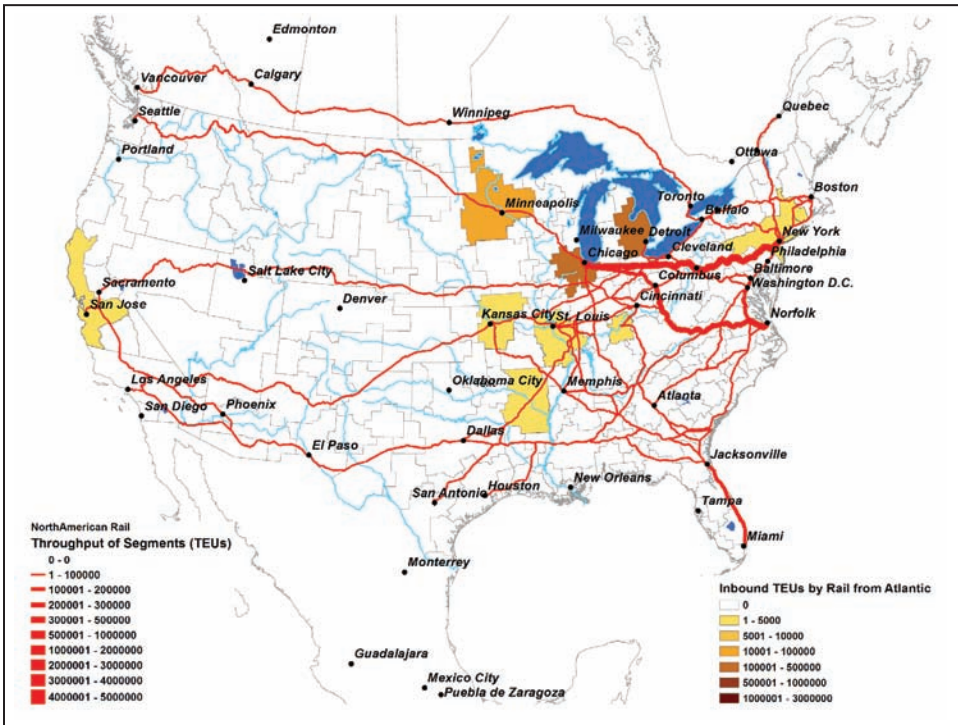 Edmonton
Vancouver
Calgary
Seattle
Winnipeg
Quebec
Portland
Ottawa
Toronto
Boston
Minneapolis
Buffalo
Milwaukee
Detroit
New York
Chicago
Cleveland
Philadelphia
Salt Lake City
Columbus
Baltimore
Washington D.C.
Sacramento
Cincinnati
San Jose
Denver
Kansas City
St. Louis
Norfolk
Los Angeles
Oklahoma City
Memphis
San Diego
Phoenix
Atlanta
Dallas
El Paso
Jacksonville
San Antonio
Houston
New Orleans
Tampa
Miami
Monterrey
Guadalajara
Mexico City
Puebla de Zaragoza
NorthAmerican Rail
Throughput of Segments (TEUs)
0 - 0
1 - 100000
100001 - 200000
200001 - 300000
300001 - 500000
500001 - 1000000
1000001 - 2000000
2000001 - 3000000
3000001 - 4000000
4000001 - 5000000
Inbound TEUs by Rail from Atlantic
0
1 - 5000
5001 - 10000
10001 - 100000
100001 - 500000
500001 - 1000000
1000001 - 3000000